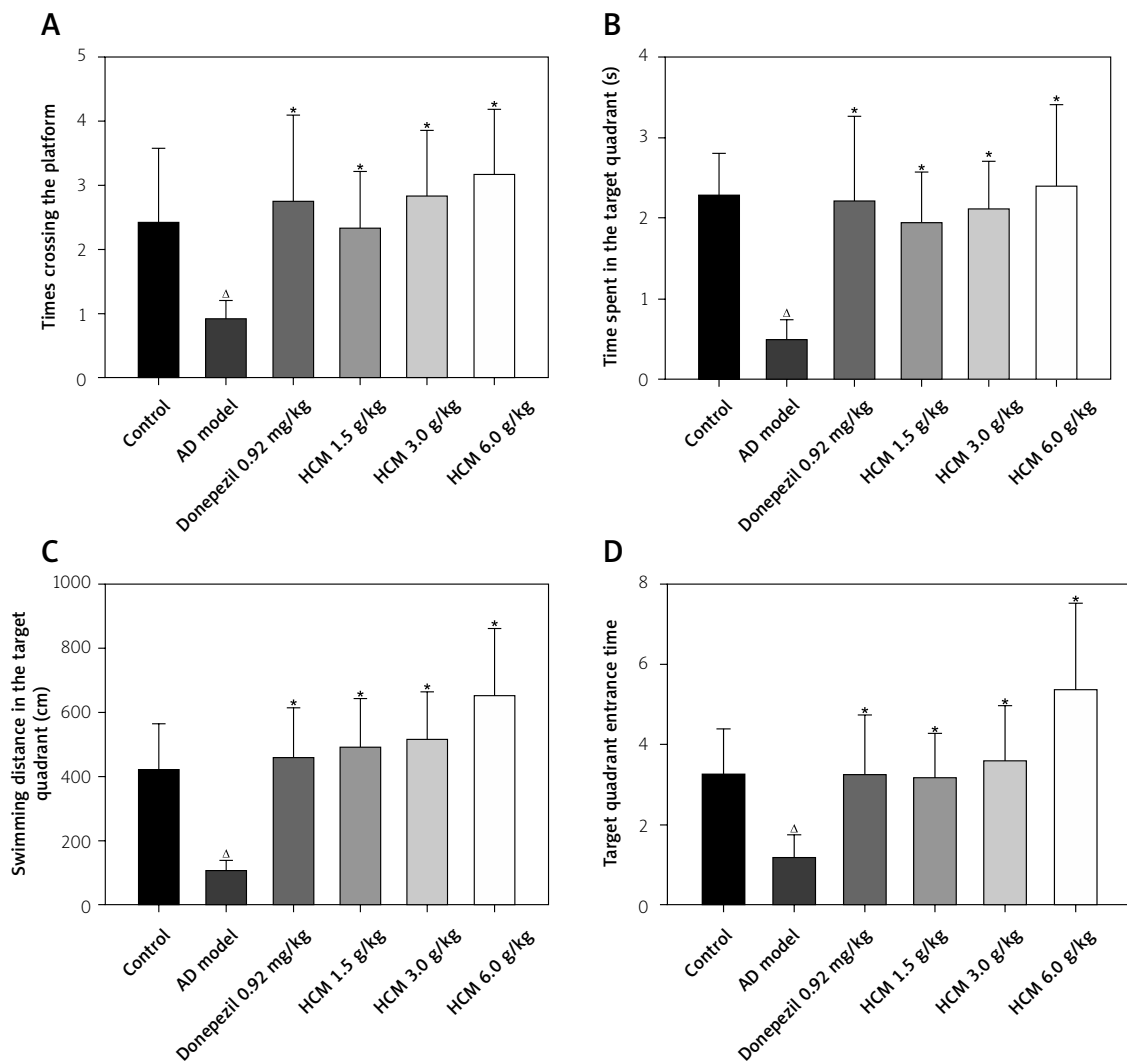 A
Times crossing the platform
5
4
3
2
1
0
Δ
*
*
*
*
Control
AD model
Donepezil 0.92 mg/kg
HCM 1.5 g/kg
HCM 3.0 g/kg
HCM 6.0 g/kg
B
Time spent in the target quadrant (s)
4
3
2
1
0
Δ
*
*
*
*
Control
AD model
Donepezil 0.92 mg/kg
HCM 1.5 g/kg
HCM 3.0 g/kg
HCM 6.0 g/kg
C
Swimming distance in the target
quadrant (cm)
1000
800
600
400
200
0
Δ
*
*
*
*
Control
AD model
Donepezil 0.92 mg/kg
HCM 1.5 g/kg
HCM 3.0 g/kg
HCM 6.0 g/kg
D
Target quadrant entrance time
8
6
4
2
0
Δ
*
*
*
*
Control
AD model
Donepezil 0.92 mg/kg
HCM 1.5 g/kg
HCM 3.0 g/kg
HCM 6.0 g/kg